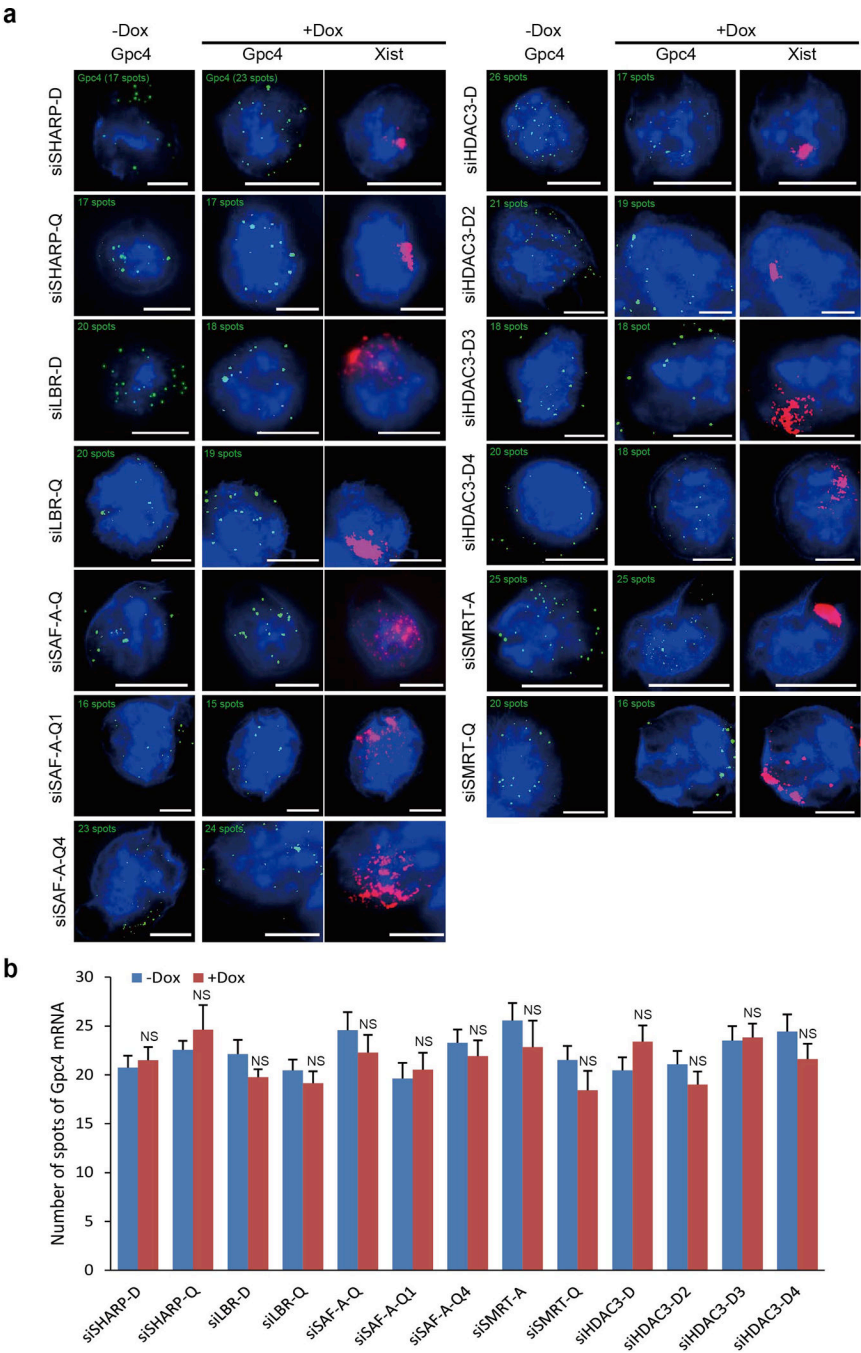 a
-Dox
+Dox
Gpc4
Gpc4
Xist
siSHARP-D
Gpc4 (17 spots)
Gpc4 (23 spots)
siSHARP-Q
17 spots
17 spots
siLBR-D
20 spots
18 spots
siLBR-Q
20 spots
19 spots
siSAF-A-Q
siSAF-A-Q1
16 spots
15 spots
siSAF-A-Q4
23 spots
24 spots
-Dox
+Dox
Gpc4
Gpc4
Xist
siHDAC3-D
26 spots
17 spots
siHDAC3-D2
21 spots
19 spots
siHDAC3-D3
18 spots
18 spot
siHDAC3-D4
20 spots
18 spot
siSMRT-A
25 spots
25 spots
siSMRT-Q
20 spots
16 spots
b
Number of spots of Gpc4 mRNA
30
25
20
15
10
5
0
-Dox +Dox
NS NS NS NS NS NS NS NS NS NS NS NS NS
siSHARP-D siSHARP-Q siLBR-D siLBR-Q siSAF-A-Q siSAF-A-Q1 siSAF-A-Q4 siSMRT-A siSMRT-Q siHDAC3-D siHDAC3-D2 siHDAC3-D3 siHDAC3-D4